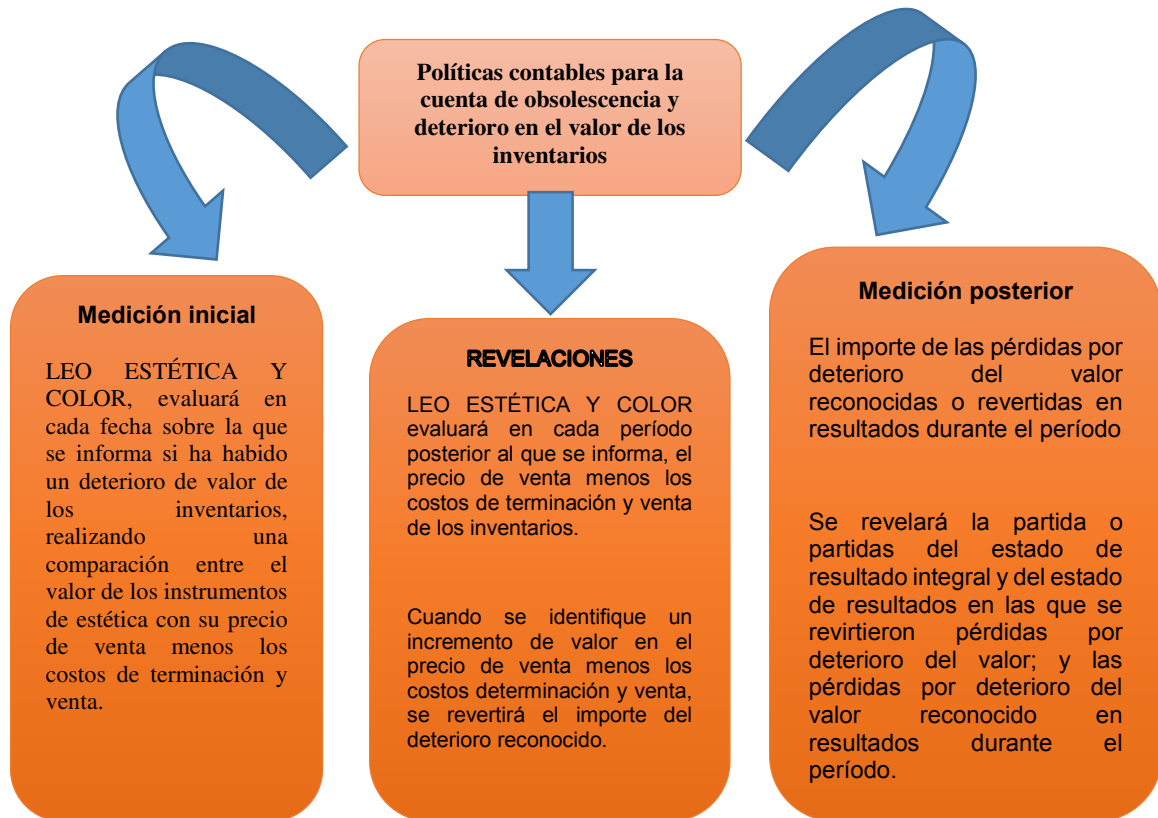 Políticas contables para la
cuenta de obsolescencia y
deterioro en el valor de los
inventarios
Medición inicial
LEO ESTÉTICA Y
COLOR, evaluará en
cada fecha sobre la que
se informa si ha habido
un deterioro de valor de
los inventarios,
realizando una
comparación entre el
valor de los instrumentos
de estética con su precio
de venta menos los
costos de terminación y
venta.
REVELACIONES
LEO ESTÉTICA Y COLOR
evaluará en cada período
posterior al que se informa, el
precio de venta menos los
costos de terminación y venta
de los inventarios.
Cuando se identifique un
incremento de valor en el
precio de venta menos los
costos determinación y venta,
se revertirá el importe del
deterioro reconocido.
Medición posterior
El importe de las pérdidas por
deterioro del valor
reconocidas o revertidas en
resultados durante el período
Se revelará la partida o
partidas del estado de
resultado integral y del estado
de resultados en las que se
revirtieron pérdidas por
deterioro del valor; y las
pérdidas por deterioro del
valor reconocido en
resultados durante el
período.